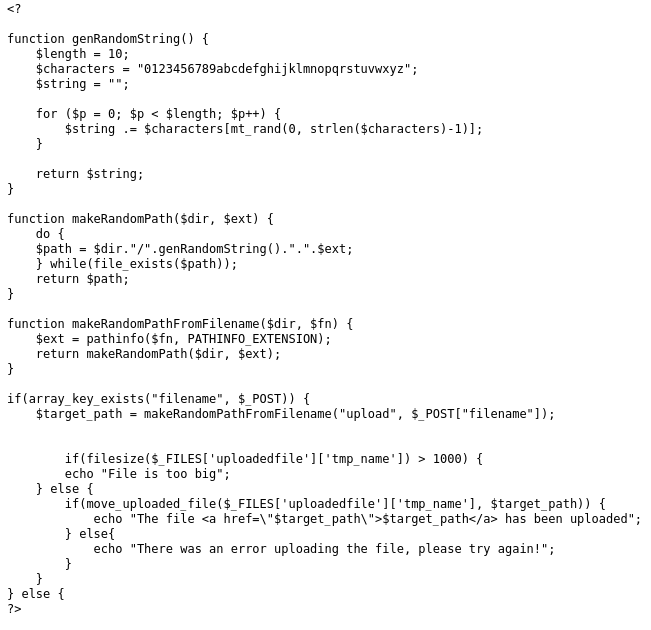 <?

function genRandomString() {
    $length = 10;
    $characters = "0123456789abcdefghijklmnopqrstuvwxyz";
    $string = "";

    for ($p = 0; $p < $length; $p++) {
        $string .= $characters[mt_rand(0, strlen($characters)-1)];
    }

    return $string;
}

function makeRandomPath($dir, $ext) {
    do {
    $path = $dir."/".genRandomString().".".$ext;
    } while(file_exists($path));
    return $path;
}

function makeRandomPathFromFilename($dir, $fn) {
    $ext = pathinfo($fn, PATHINFO_EXTENSION);
    return makeRandomPath($dir, $ext);
}

if(array_key_exists("filename", $_POST)) {
    $target_path = makeRandomPathFromFilename("upload", $_POST["filename"]);


        if(filesize($_FILES['uploadedfile']['tmp_name']) > 1000) {
        echo "File is too big";
    } else {
        if(move_uploaded_file($_FILES['uploadedfile']['tmp_name'], $target_path)) {
            echo "The file <a href=\"$target_path\">$target_path</a> has been uploaded";
        } else{
            echo "There was an error uploading the file, please try again!";
        }
    }
} else {
?>